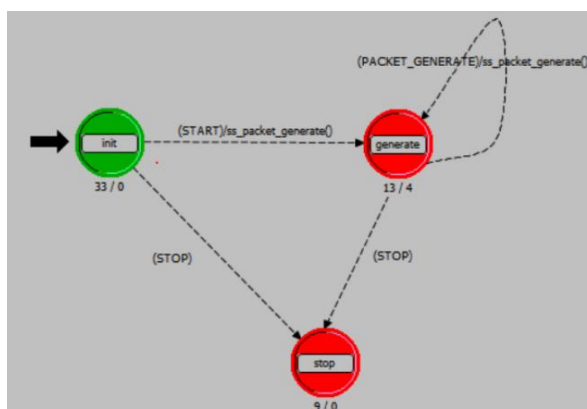 (PACKET_GENERATE)/ss_packet_generate()
(START)/ss_packet_generate()
init
generate
33 / 0
13 / 4
(STOP)
(STOP)
stop
9 / 0